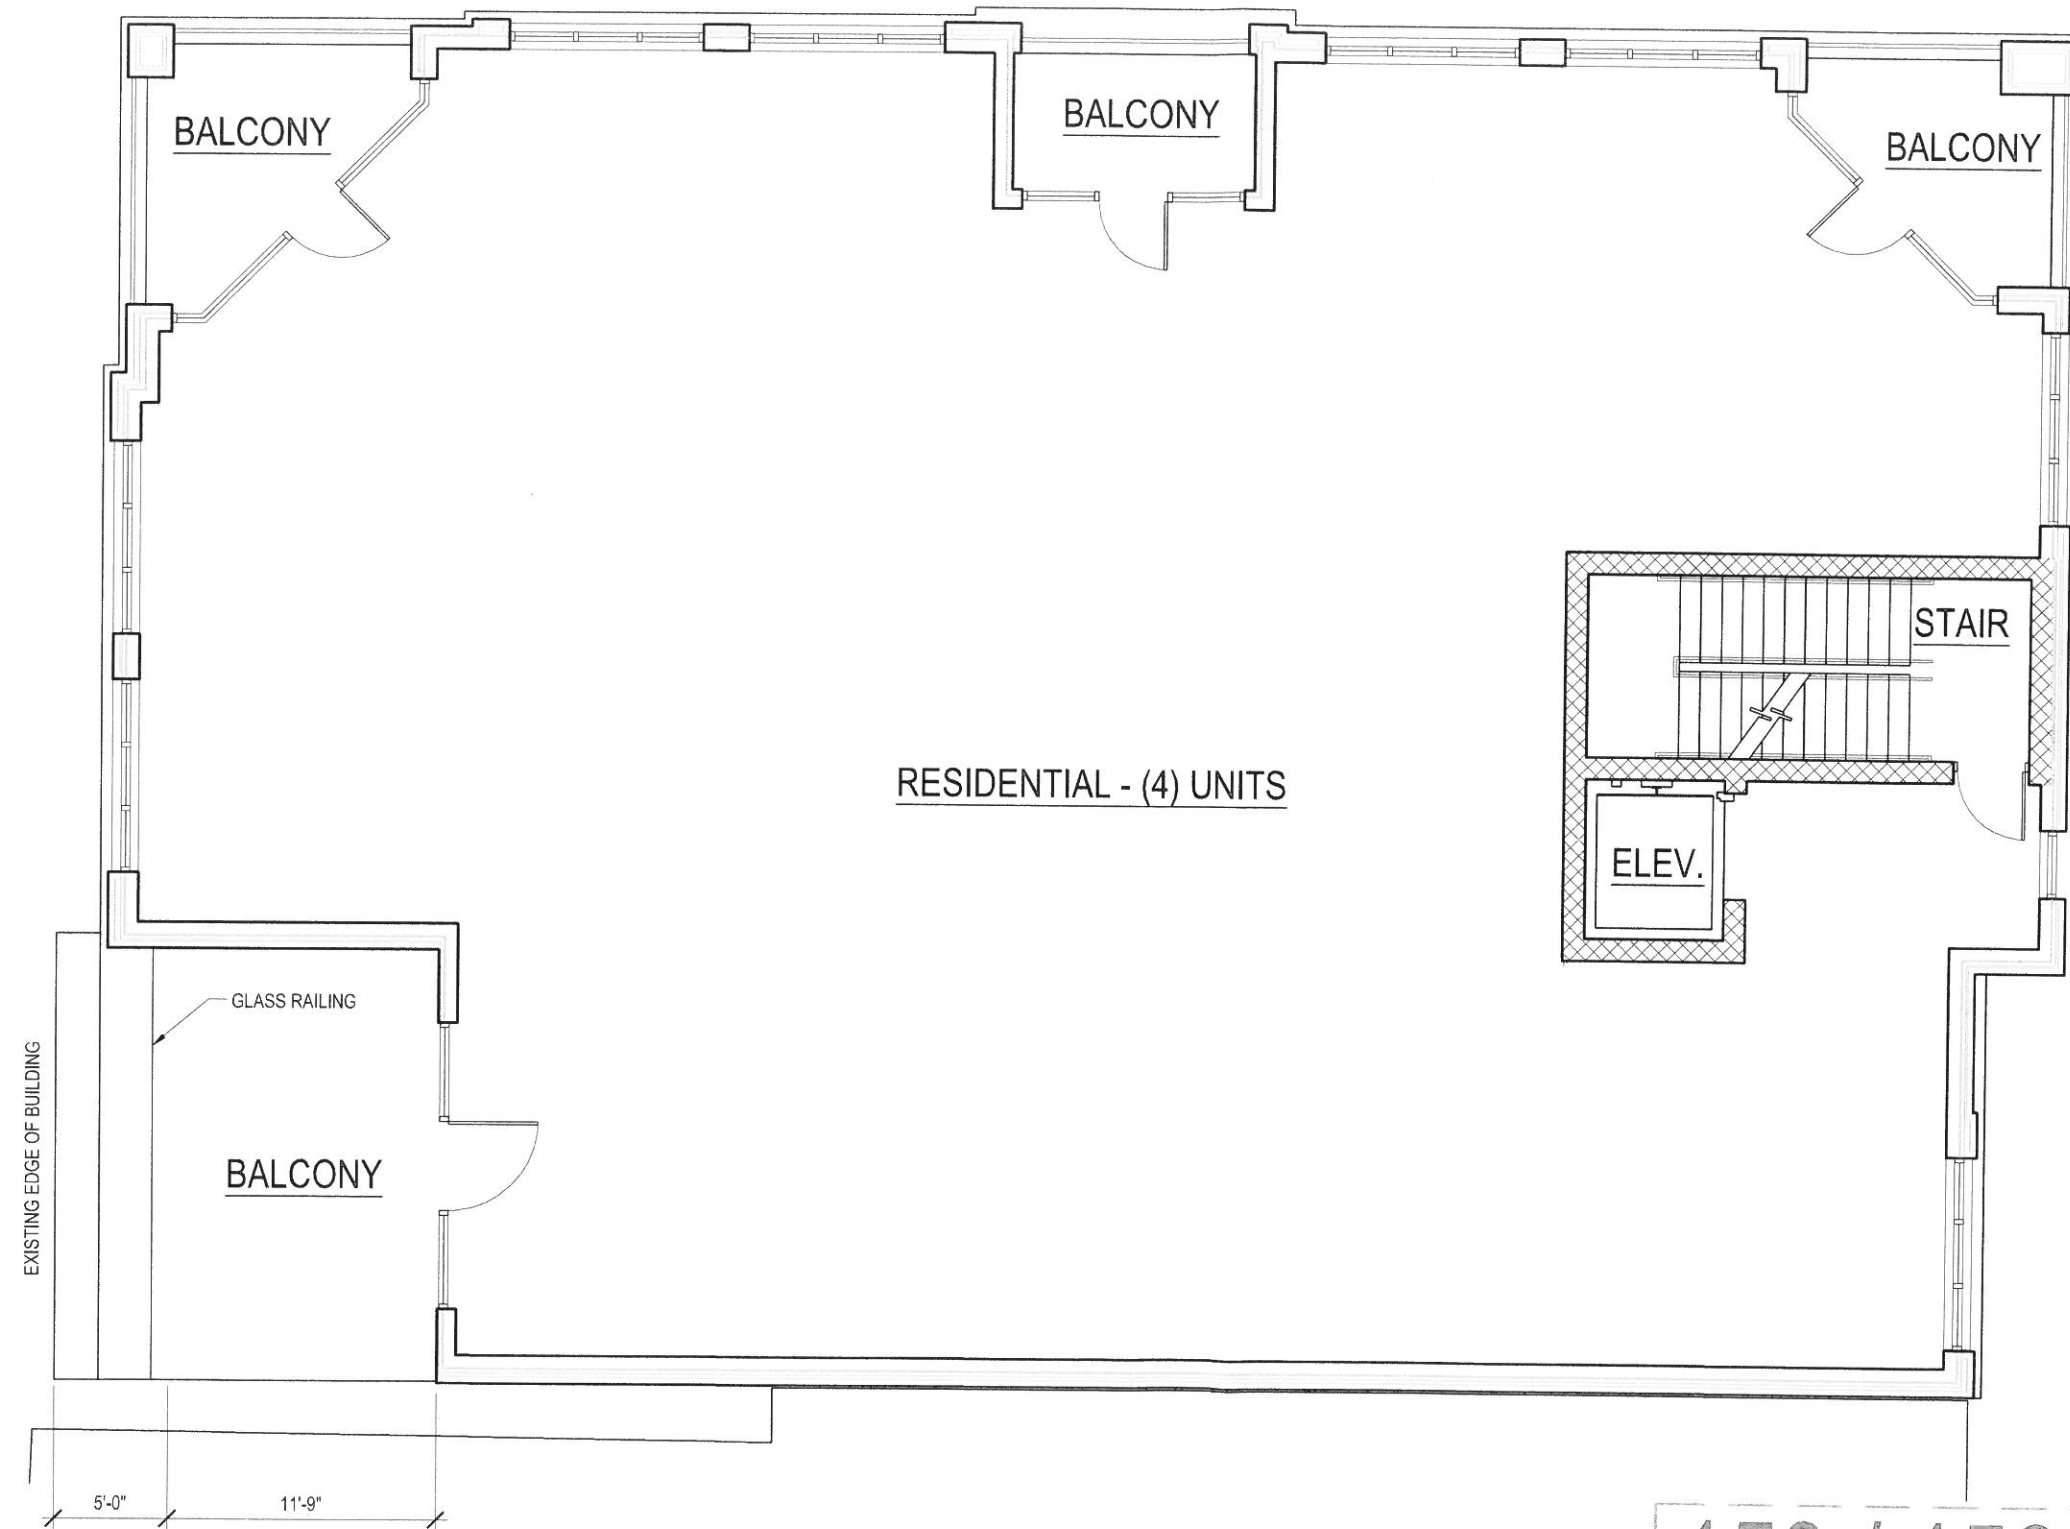 BALCONY
BALCONY
BALCONY
STAIR
RESIDENTIAL - (4) UNITS
ELEV.
GLASS RAILING
EXISTING EDGE OF BUILDING
BALCONY
5'-0"
11'-9"